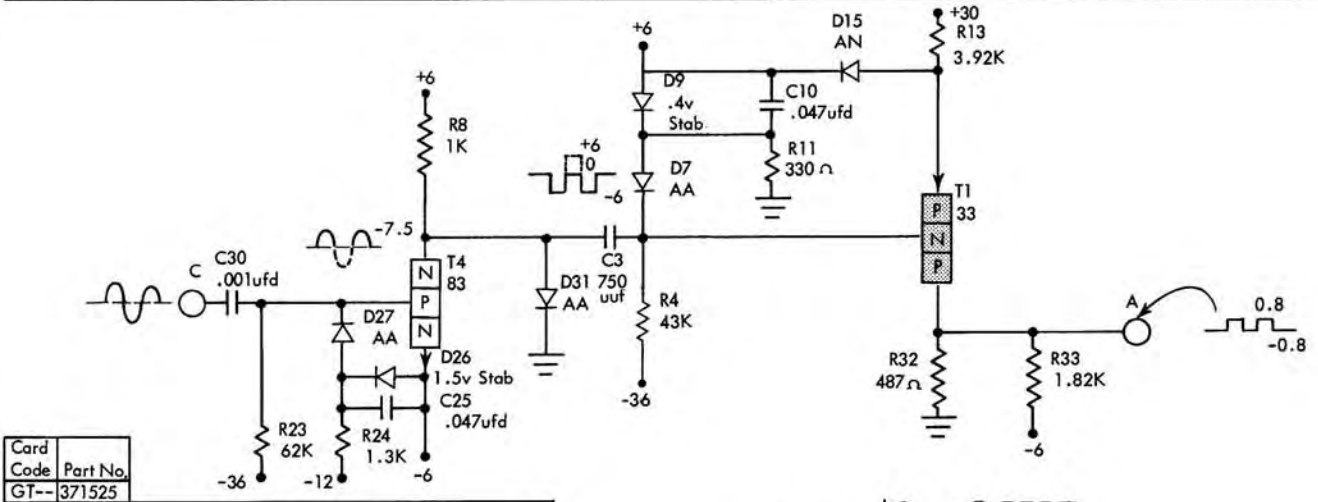 +6
R8
1K
-7.5
C
C30
.001ufd
T4
83
N
P
N
D27
AA
D26
1.5v Stab
C25
.047ufd
R23
62K
-36
R24
1.3K
-12
-6
+6
0
-6
D31
AA
C3
750
uuf
+6
D9
.4v
Stab
D7
AA
C10
.047ufd
R11
330 Ω
R4
43K
-36
D15
AN
+30
R13
3.92K
T1
33
P
N
P
R32
487Ω
R33
1.82K
-6
A
0.8
-0.8
Card
Code
Part No.
GT--
371525